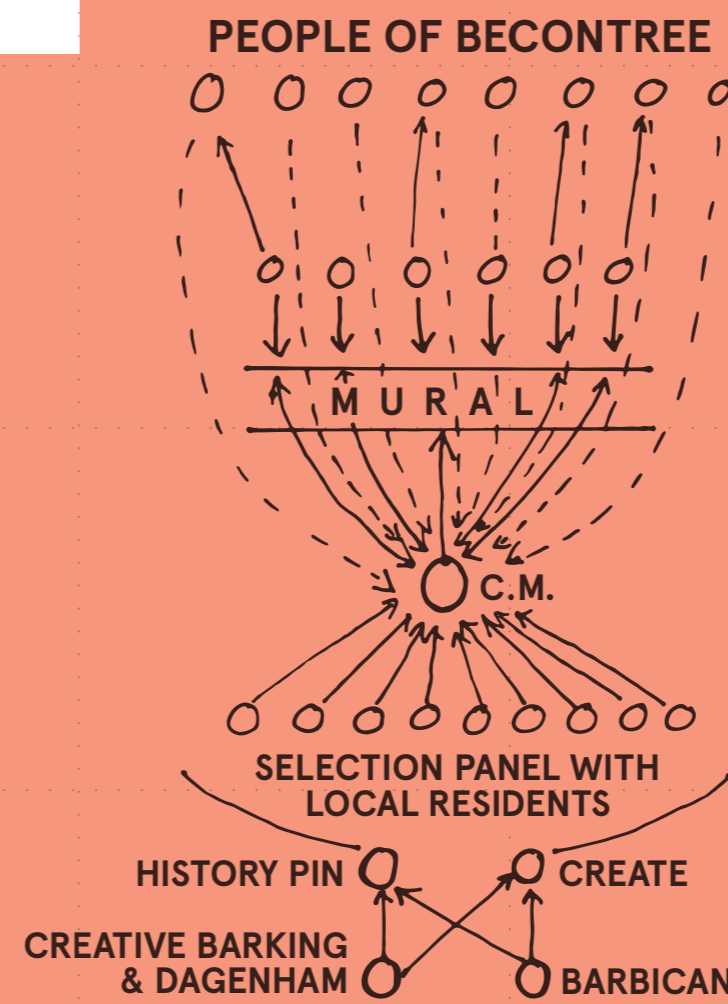 PEOPLE OF BECONTREE
MURAL
C.M.
SELECTION PANEL WITH
LOCAL RESIDENTS
HISTORY PIN
CREATE
CREATIVE BARKING
& DAGENHAM
BARBICAN